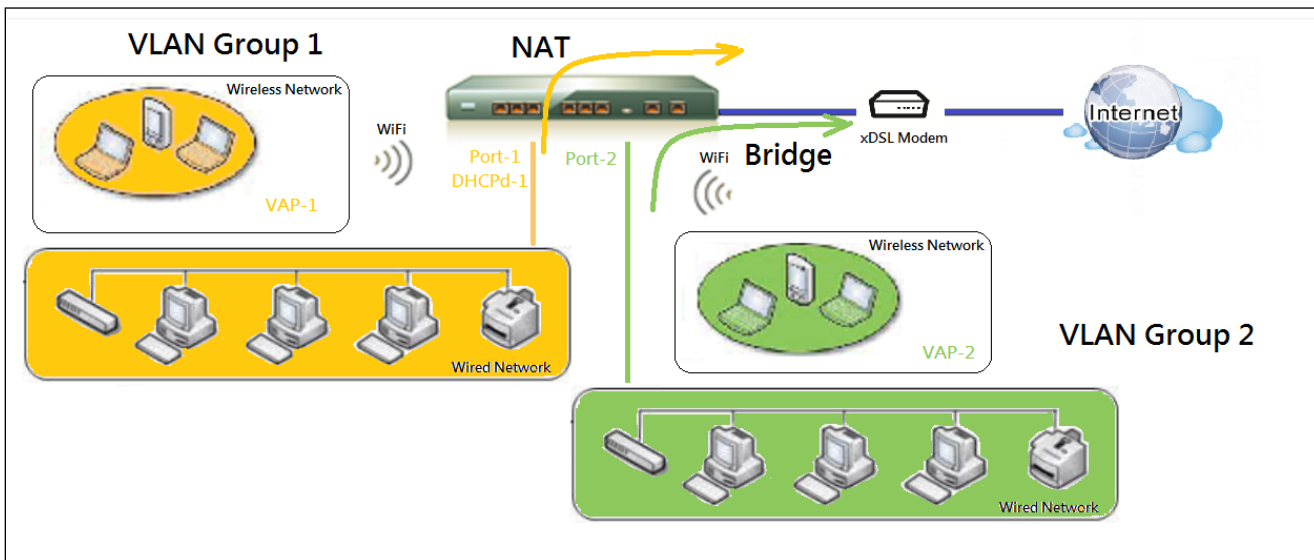 VLAN Group 1
NAT
Wireless Network
WiFi
VAP-1
Port-1
DHCPd-1
Port-2
WiFi
Bridge
xDSL Modem
Internet
Wired Network
Wireless Network
VAP-2
VLAN Group 2
Wired Network